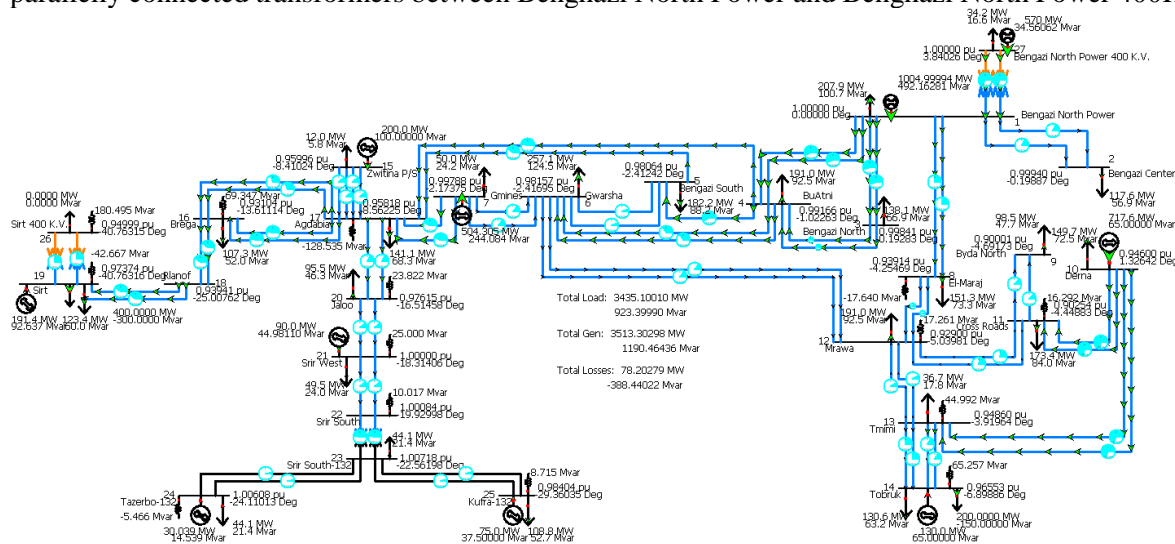 parallelly connected transformers between Benghazi North Power and Benghazi North Power 400K
34.2 MW
16.6 Mvar
570 MW
34.56062 Mvar
1.00000 pu
3.84026 Deg
27
Bengazi North Power 400 K.V.
1004.99994 MW
492.16281 Mvar
207.9 MW
100.7 Mvar
1.00000 pu
0.00000 Deg
1
Bengazi North Power
2
Bengazi Center
0.99940 pu
-0.19887 Deg
117.6 MW
56.9 Mvar
12.0 MW
5.8 Mvar
200.0 MW
100.00000 Mvar
0.95996 pu
-8.41024 Deg
15
Zwitina P/S
50.0 MW
24.2 Mvar
0.99788 pu
-2.17375 Deg
7
Gmines
257.1 MW
124.5 Mvar
0.98157 pu
-2.41695 Deg
Gwarsha
6
0.98064 pu
-2.41242 Deg
5
Bengazi South
182.2 MW
88.2 Mvar
191.0 MW
92.5 Mvar
4
BuAtni
0.99166 pu
-1.02263 Deg
3
Bengazi North
138.1 MW
66.9 Mvar
0.99841 pu
-0.19283 Deg
0.0000 MW
0.0000 Mvar
180.495 Mvar
Sirt 400 K.V.
26
0.94999 pu
-40.76315 Deg
-42.667 Mvar
59.347 Mvar
0.93104 pu
-13.61114 Deg
16
Brega
107.3 MW
52.0 Mvar
17
Agdabia
0.95818 pu
-8.56225 Deg
-128.535 Mvar
141.1 MW
68.3 Mvar
504.305 MW
244.084 Mvar
19
Sirt
0.97374 pu
-40.76316 Deg
191.4 MW
92.637 Mvar
123.4 MW
60.0 Mvar
Rlanof
18
0.93941 pu
-25.00762 Deg
400.0000 MW
-300.0000 Mvar
95.5 MW
46.3 Mvar
23.822 Mvar
20
Jaloo
0.97615 pu
-16.51458 Deg
90.0 MW
44.98110 Mvar
25.000 Mvar
21
Srir West
1.00000 pu
-18.31406 Deg
49.5 MW
24.0 Mvar
10.017 Mvar
22
Srir South
1.00084 pu
-19.92998 Deg
44.1 MW
21.4 Mvar
23
Srir South-132
1.00718 pu
-22.56198 Deg
24
Tazerbo-132
1.00608 pu
-24.11013 Deg
-5.466 Mvar
30.039 MW
14.539 Mvar
44.1 MW
21.4 Mvar
8.715 Mvar
25
Kufra-132
0.98404 pu
-29.36035 Deg
75.0 MW
37.50000 Mvar
108.8 MW
52.7 Mvar
Total Load: 3435.10010 MW
923.39990 Mvar
Total Gen: 3513.30298 MW
1190.46436 Mvar
Total Losses: 78.20279 MW
-388.44022 Mvar
0.93914 pu
-4.25469 Deg
8
El-Maraj
-17.640 Mvar
151.3 MW
73.3 Mvar
98.5 MW
47.7 Mvar
0.90001 pu
-4.69173 Deg
Byda North
9
149.7 MW
72.5 Mvar
717.6 MW
65.00000 Mvar
10
Derna
0.94600 pu
1.32642 Deg
16.292 Mvar
0.90254 pu
-4.44883 Deg
11
Cross Roads
173.4 MW
84.0 Mvar
191.0 MW
92.5 Mvar
17.261 Mvar
12
Mrawa
0.92900 pu
-5.03981 Deg
36.7 MW
17.8 Mvar
44.992 Mvar
13
Tmimi
0.94860 pu
-3.91964 Deg
65.257 Mvar
14
Tobruk
0.96553 pu
-6.89886 Deg
130.6 MW
63.2 Mvar
130.0 MW
65.00000 Mvar
200.0000 MW
-150.00000 Mvar